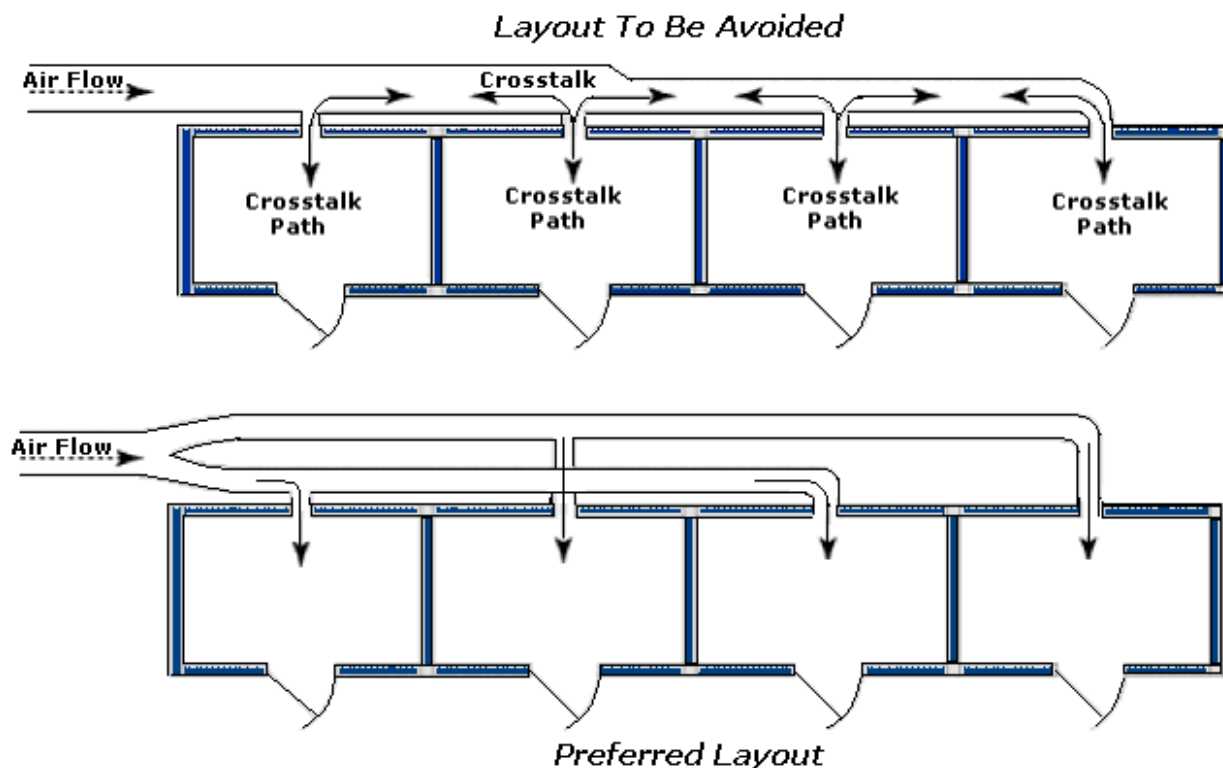 Layout To Be Avoided
Air Flow
Crosstalk
Crosstalk
Path
Crosstalk
Path
Crosstalk
Path
Crosstalk
Path
Air Flow
Preferred Layout